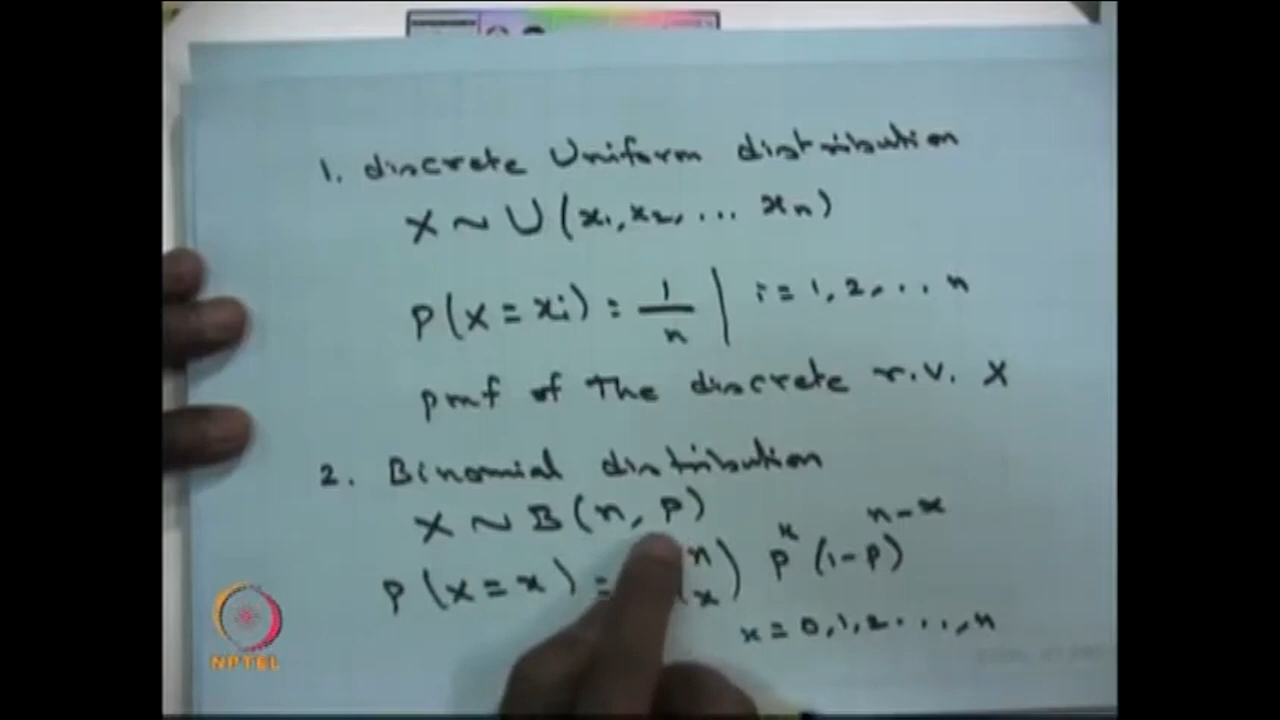 1. discrete Uniform distribution
X ~ U (x₁, x₂, ... xₙ)
P(X = xᵢ) = 1/n | i = 1, 2, .. n
pmf of The discrete r.v. X
2. Binomial distribution
X ~ B (n, p)
P(X = x) = (n x) pˣ (1-p)ⁿ⁻ˣ
x = 0, 1, 2 ..., n
NPTEL